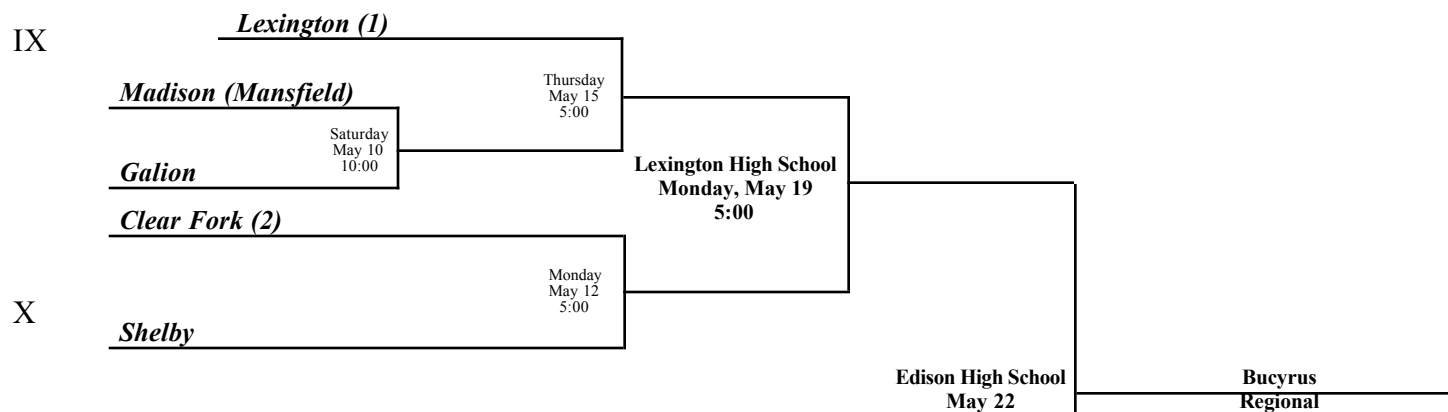 IX
Lexington (1)
Thursday
May 15
5:00
Madison (Mansfield)
Saturday
May 10
10:00
Galion
Lexington High School
Monday, May 19
5:00
Clear Fork (2)
Monday
May 12
5:00
X
Shelby
Edison High School
May 22
Bucyrus
Regional